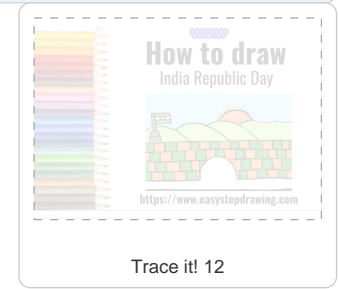 How to draw
India Republic Day
https://www.easystepdrawing.com
Trace it! 12